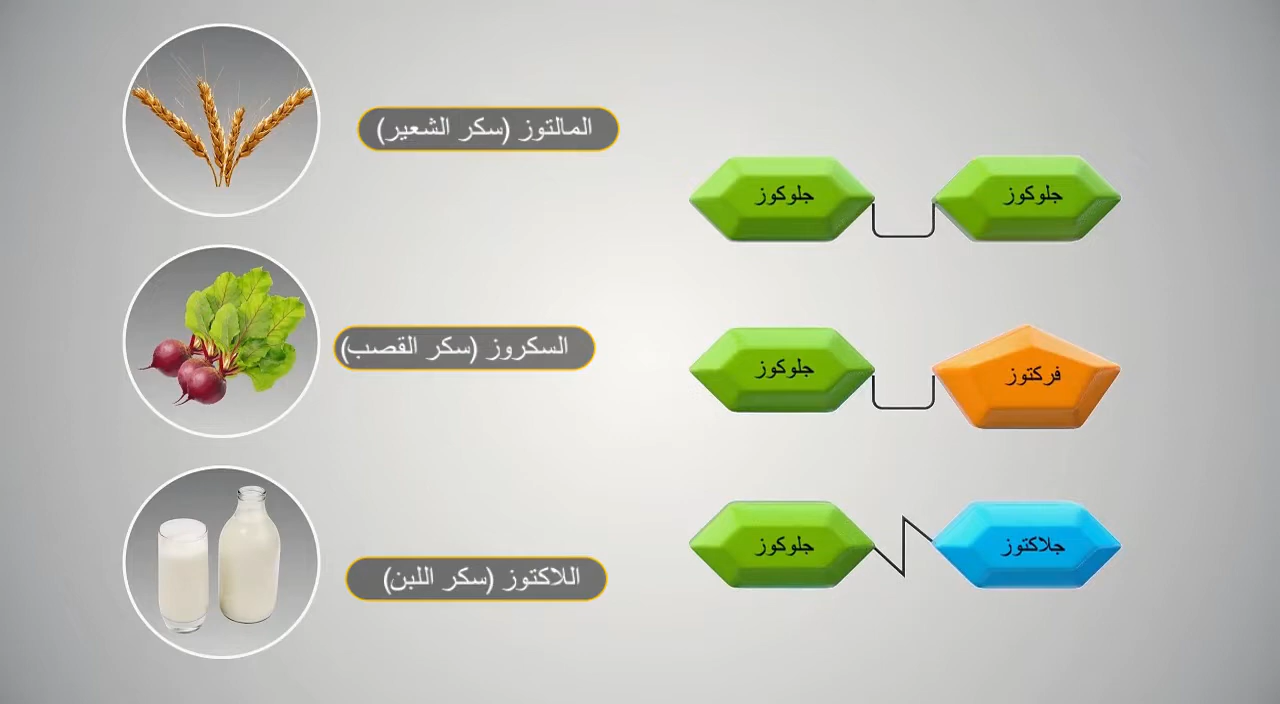 المالتوز (سكر الشعير)
جلوكوز
جلوكوز
السكروز (سكر القصب)
جلوكوز
فركتوز
اللاكتوز (سكر اللبن)
جلوكوز
جلاكتوز